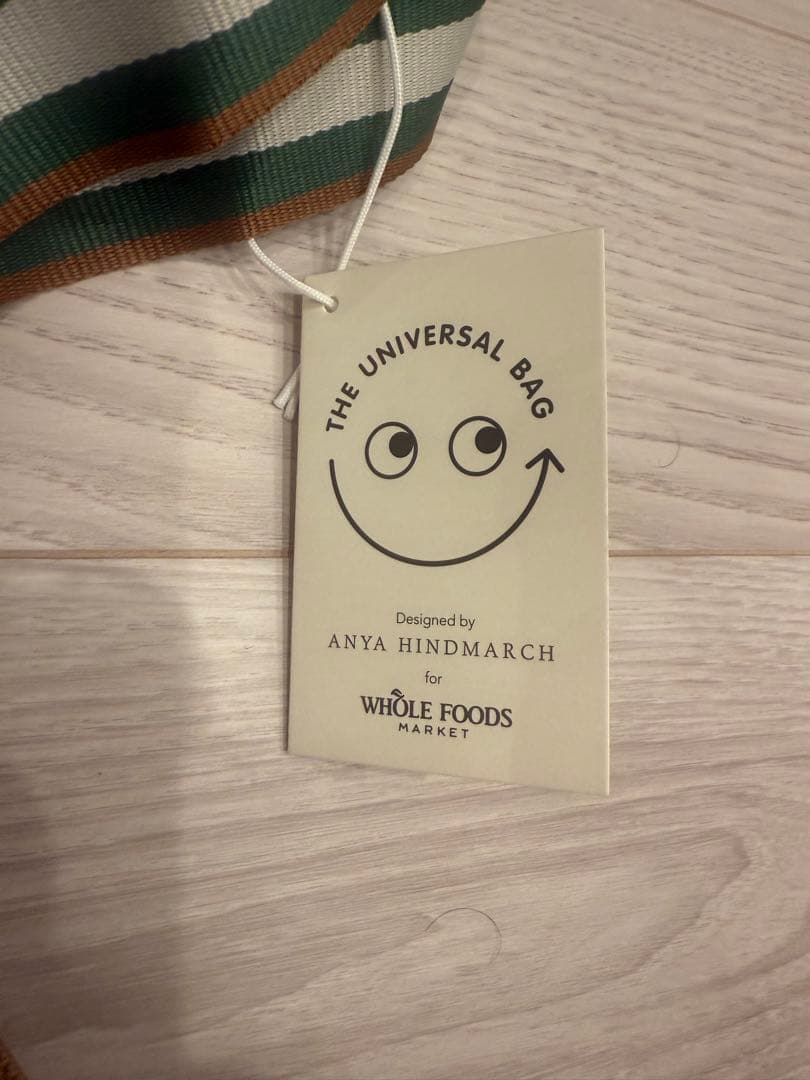 THE UNIVERSAL BAG
Designed by
ANYA HINDMARCH
for
WHOLE FOODS
MARKET